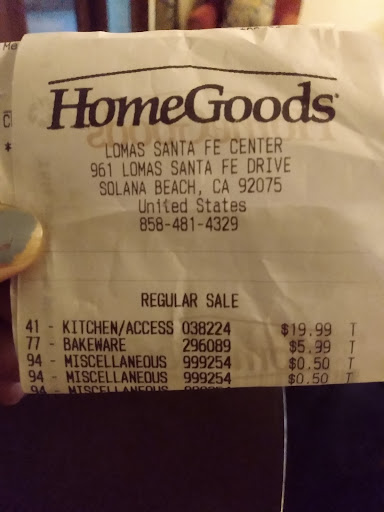 HomeGoods
LOMAS SANTA FE CENTER
961 LOMAS SANTA FE DRIVE
SOLANA BEACH, CA 92075
United States
858-481-4329
REGULAR SALE
41 - KITCHEN/ACCESS 038224 $19.99 T
77 - BAKEWARE 296089 $5.99 T
94 - MISCELLANEOUS 999254 $0.50 T
94 - MISCELLANEOUS 999254 $0.50 T
94 - MISCELLANEOUS